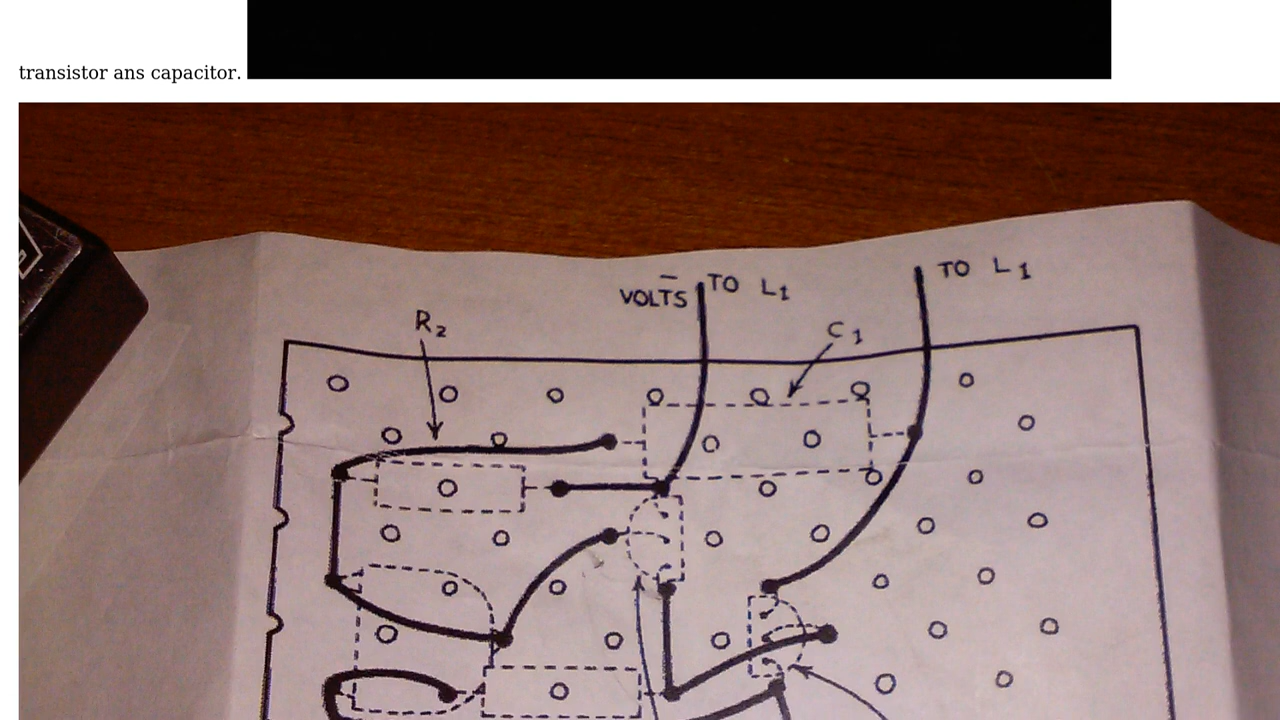 transistor ans capacitor.
VOLTS TO L1
TO L1
R2
C1